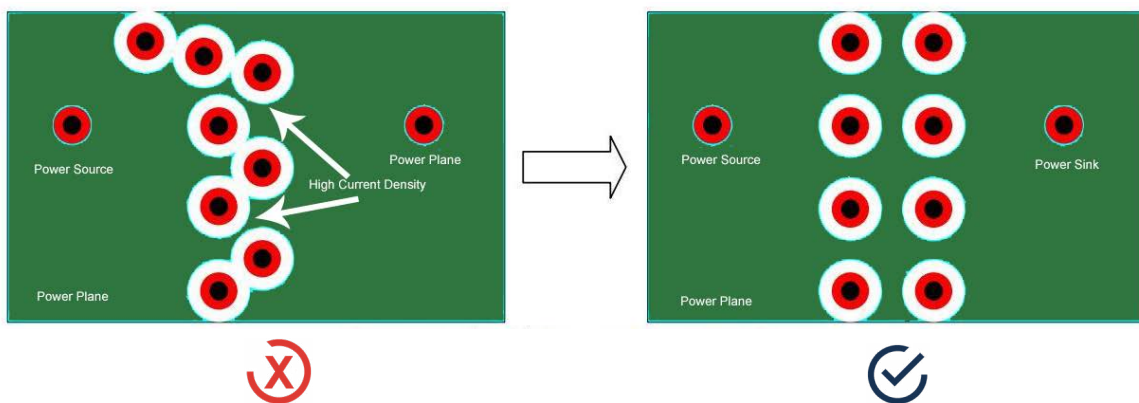 Power Source
Power Plane
High Current Density
Power Plane
X
Power Source
Power Sink
Power Plane